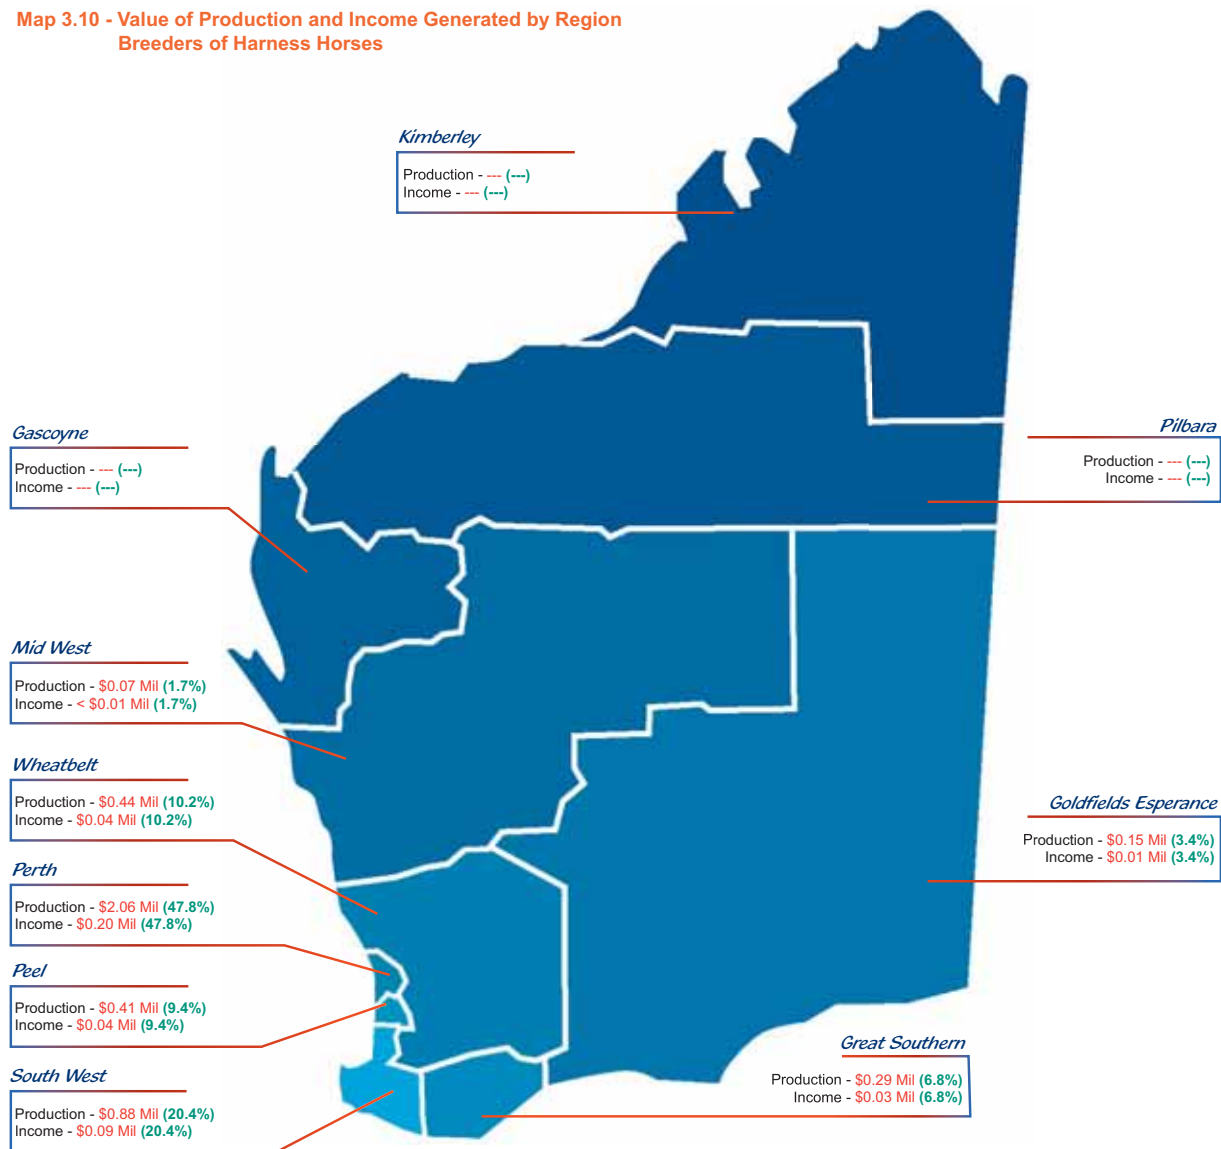 Map 3.10 - Value of Production and Income Generated by Region
Breeders of Harness Horses
Kimberley
Production - --- (---)
Income - --- (---)
Gascoyne
Production - --- (---)
Income - --- (---)
Pilbara
Production - --- (---)
Income - --- (---)
Mid West
Production - $0.07 Mil (1.7%)
Income - < $0.01 Mil (1.7%)
Wheatbelt
Production - $0.44 Mil (10.2%)
Income - $0.04 Mil (10.2%)
Goldfields Esperance
Production - $0.15 Mil (3.4%)
Income - $0.01 Mil (3.4%)
Perth
Production - $2.06 Mil (47.8%)
Income - $0.20 Mil (47.8%)
Peel
Production - $0.41 Mil (9.4%)
Income - $0.04 Mil (9.4%)
Great Southern
Production - $0.29 Mil (6.8%)
Income - $0.03 Mil (6.8%)
South West
Production - $0.88 Mil (20.4%)
Income - $0.09 Mil (20.4%)